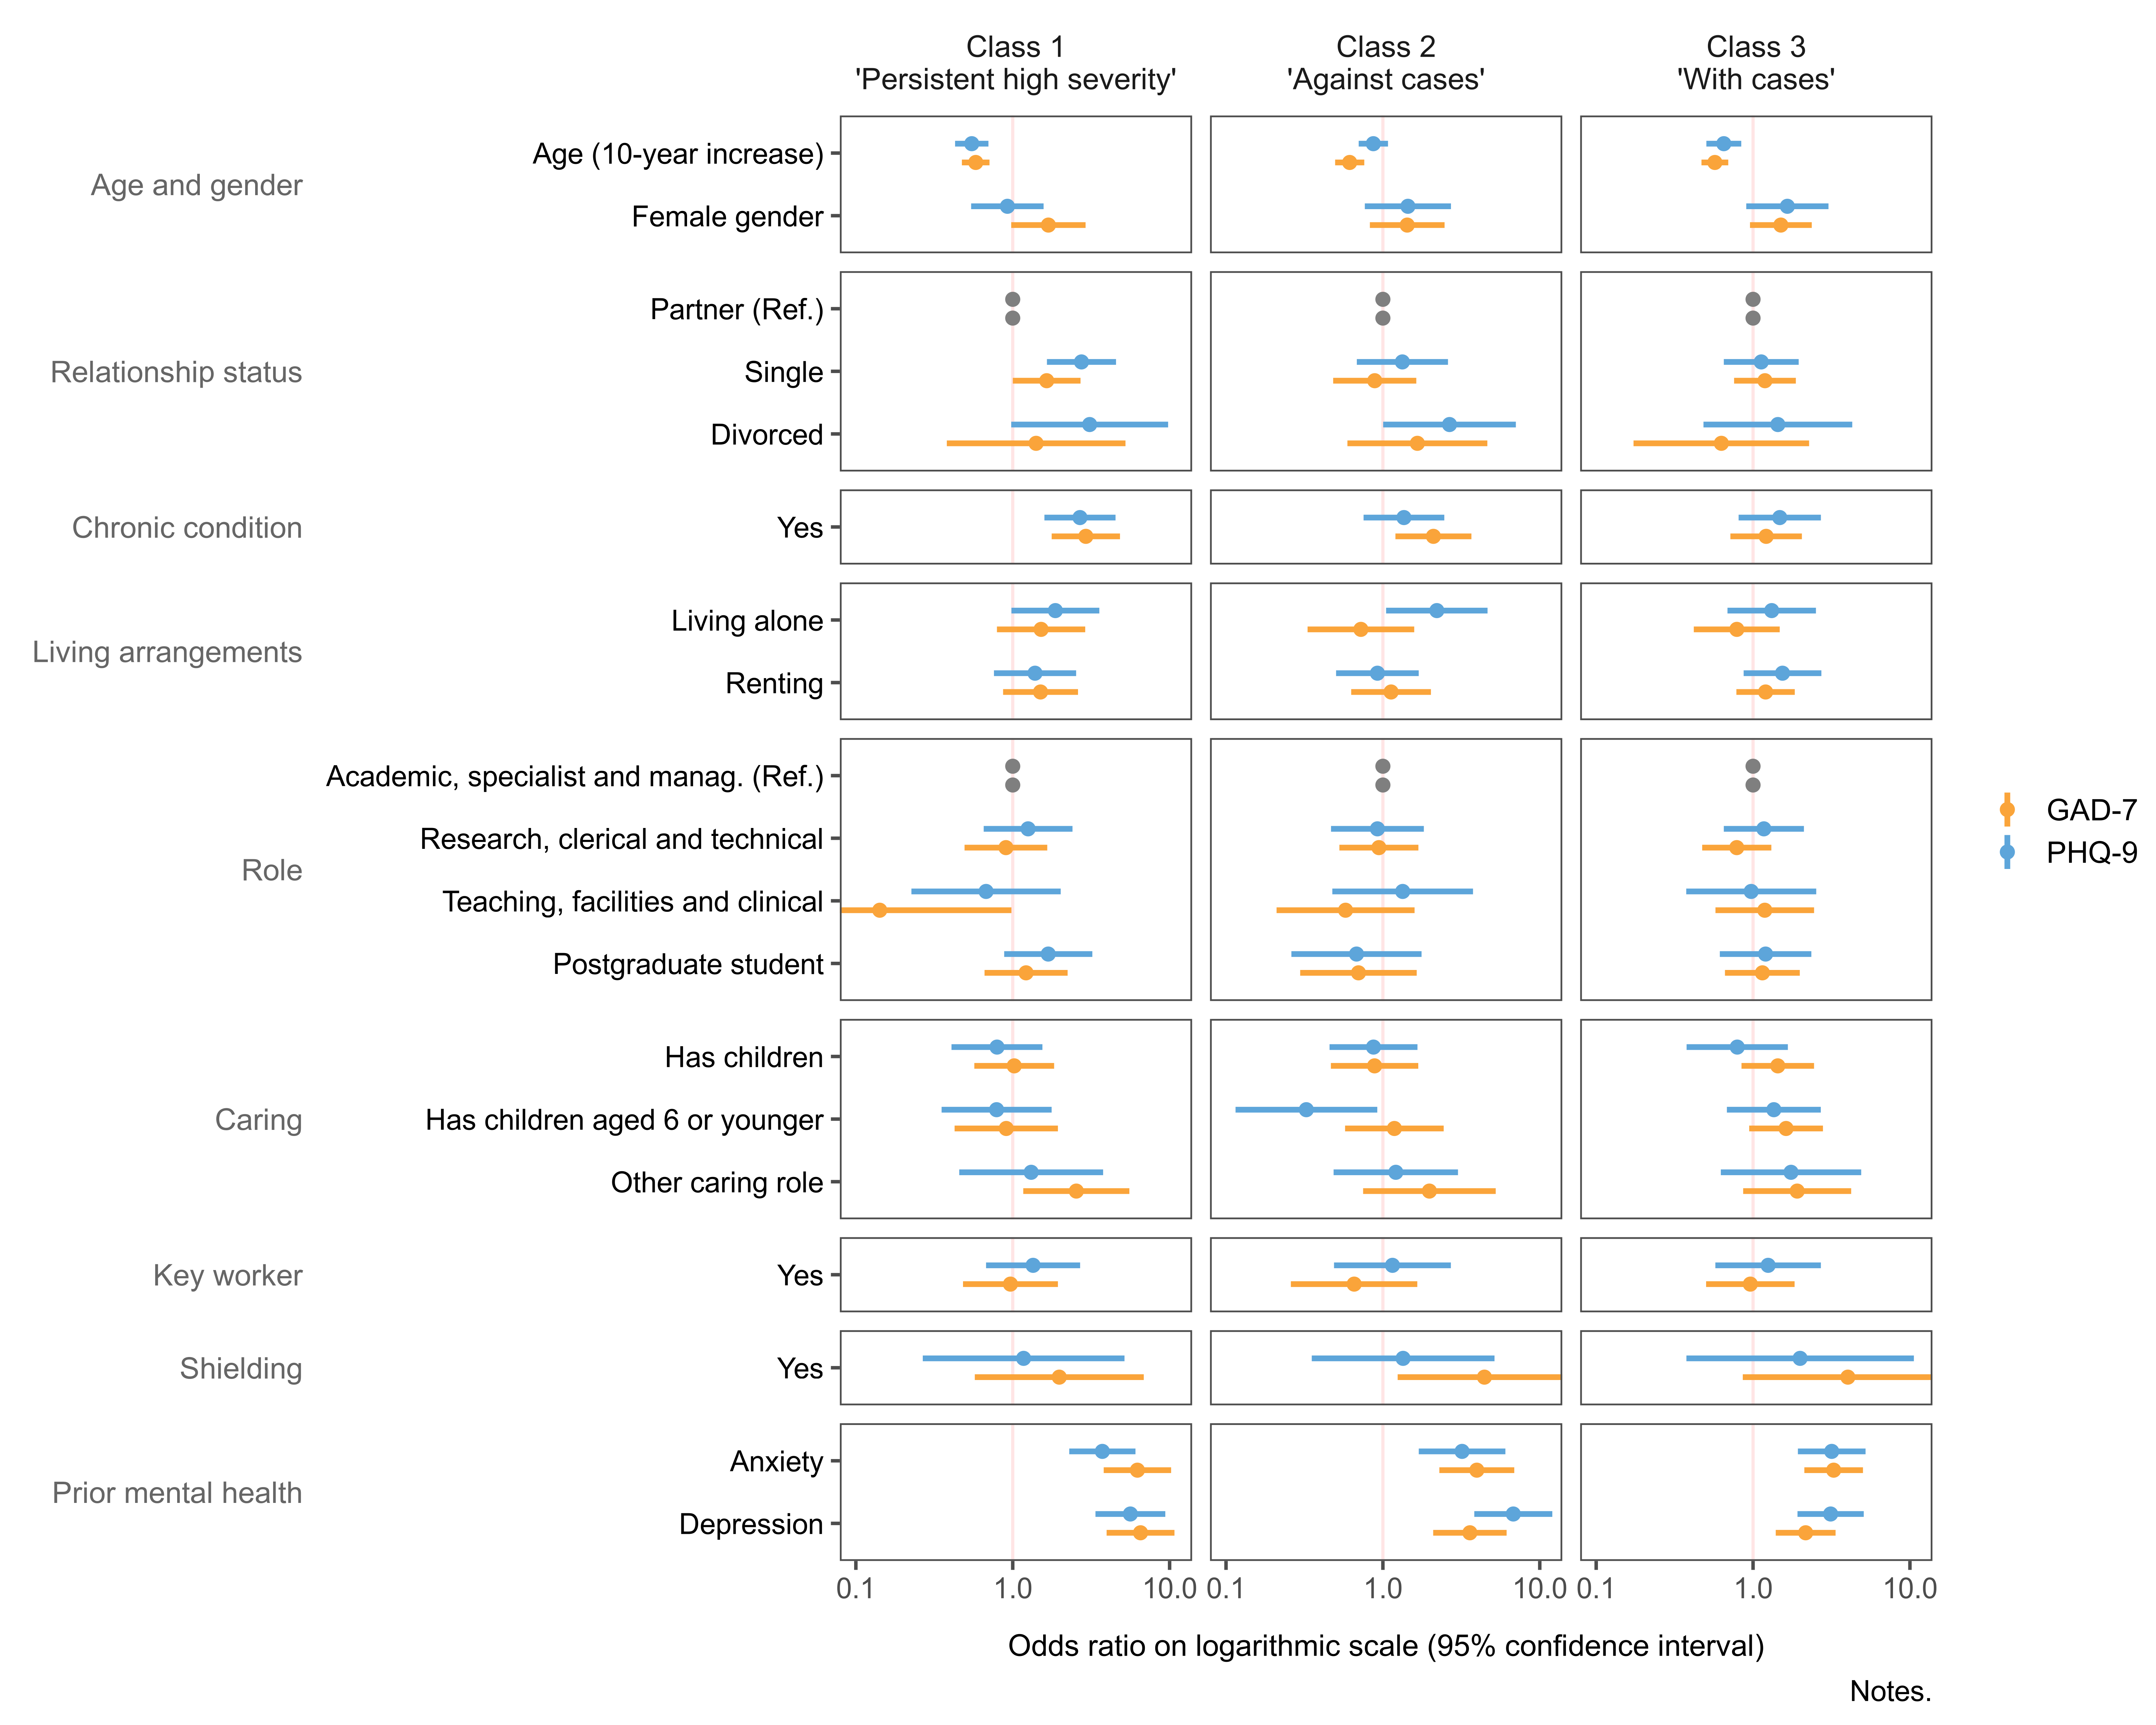 Class 1
'Persistent high severity'
Class 2
'Against cases'
Class 3
'With cases'
Age and gender
Age (10-year increase)
Female gender
Relationship status
Partner (Ref.)
Single
Divorced
Chronic condition
Yes
Living arrangements
Living alone
Renting
Role
Academic, specialist and manag. (Ref.)
Research, clerical and technical
Teaching, facilities and clinical
Postgraduate student
Caring
Has children
Has children aged 6 or younger
Other caring role
Key worker
Yes
Shielding
Yes
Prior mental health
Anxiety
Depression
0.1 1.0 10.0 0.1 1.0 10.0 0.1 1.0 10.0
Odds ratio on logarithmic scale (95% confidence interval)
Notes.
GAD-7
PHQ-9